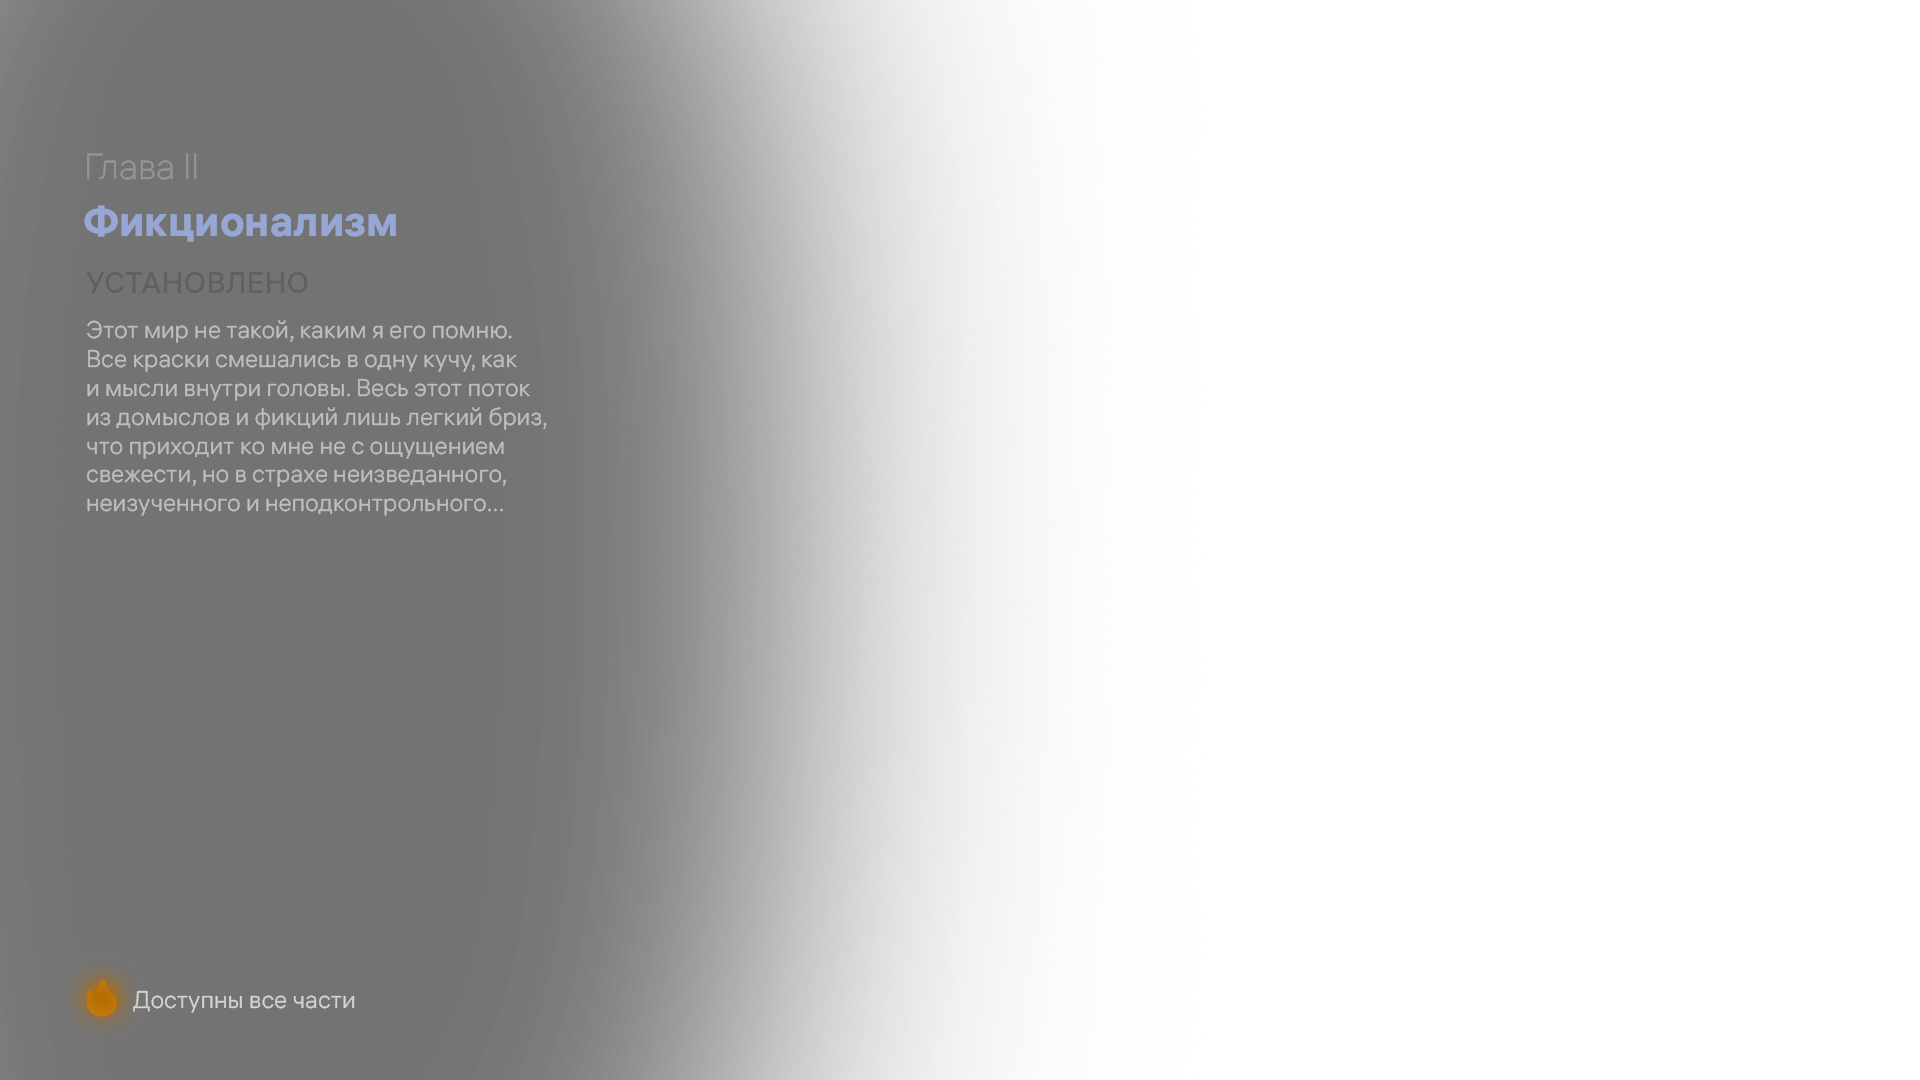 Глава II
Фикционализм
УСТАНОВЛЕНО
Этот мир не такой, каким я его помню.
Все краски смешались в одну кучу, как
и мысли внутри головы. Весь этот поток
из домыслов и фикций лишь легкий бриз,
что приходит ко мне не с ощущением
свежести, но в страхе неизведанного,
неизученного и неподконтрольного...
Доступны все части